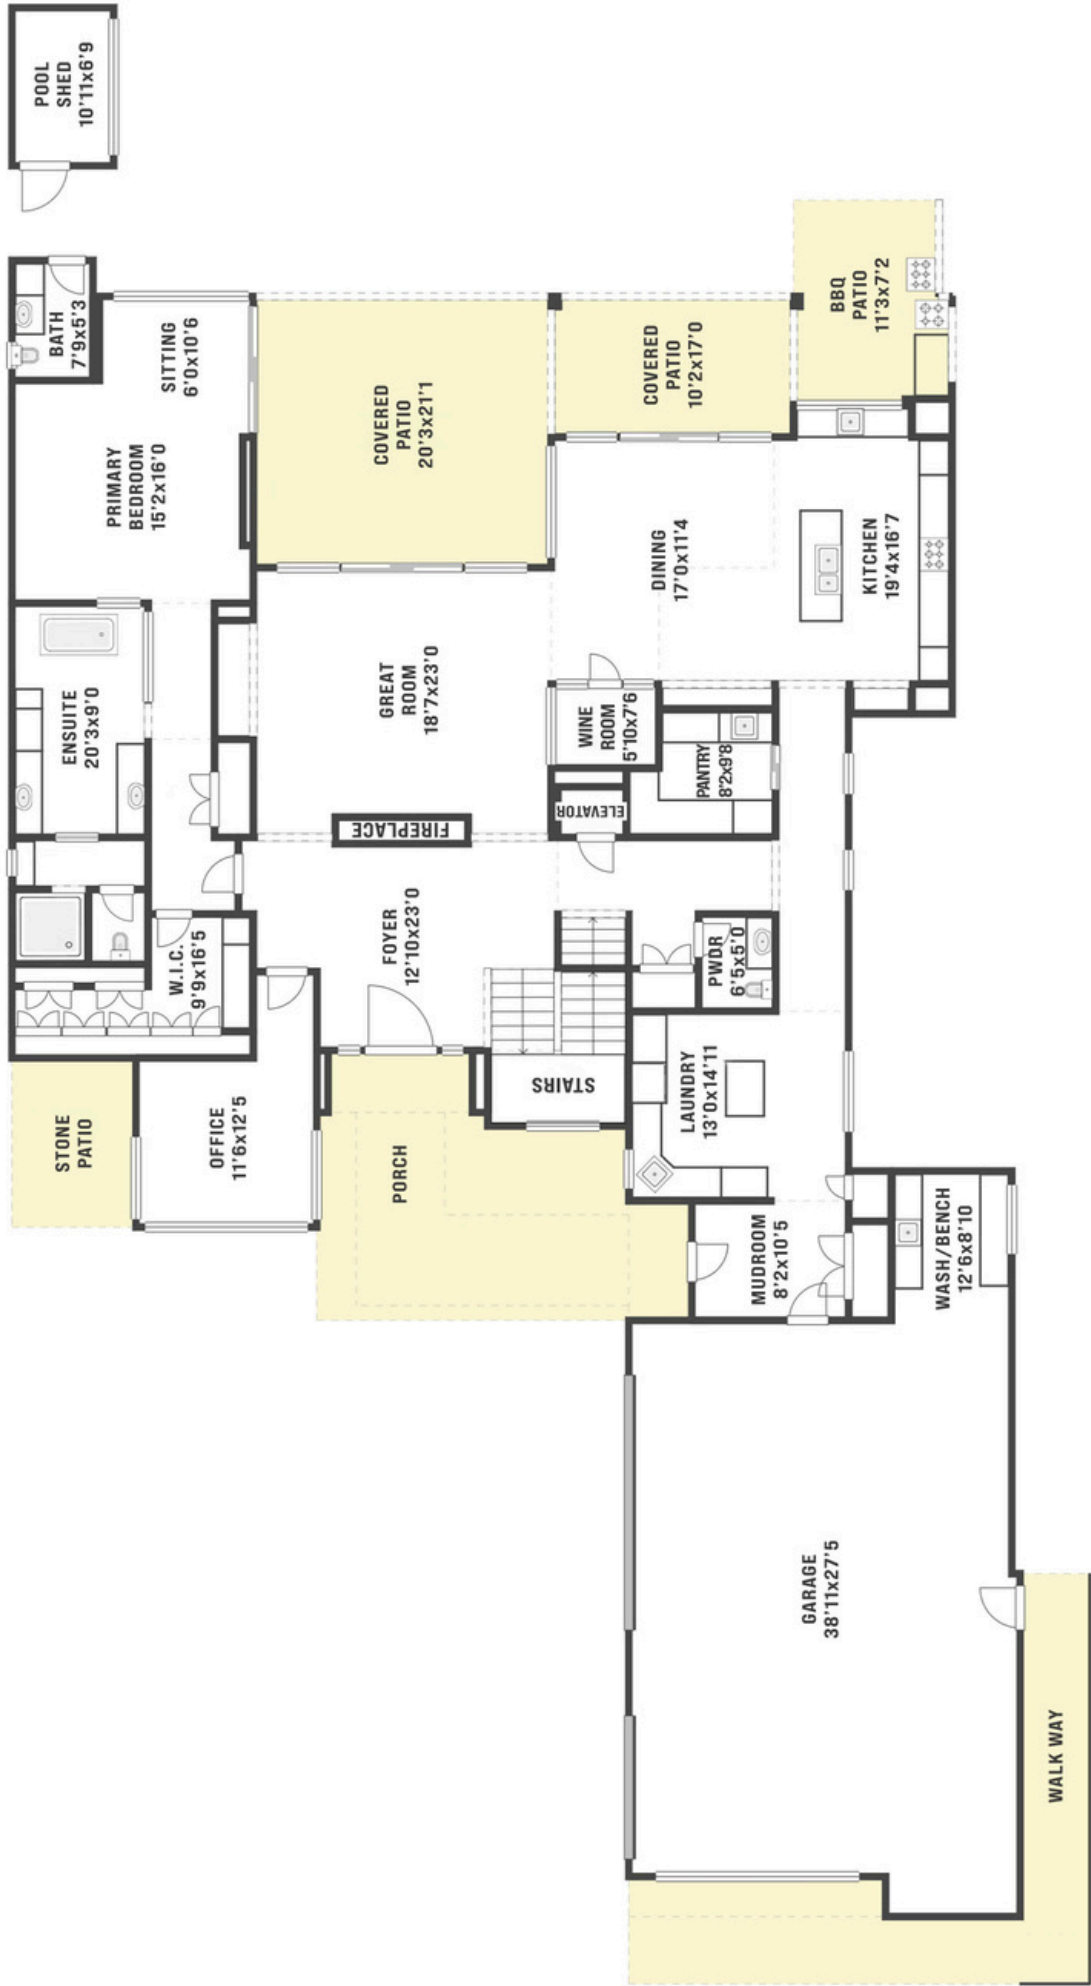 POOL
SHED
10'11x6'9
BATH
7'9x5'3
SITTING
6'0x10'6
PRIMARY
BEDROOM
15'2x16'0
COVERED
PATIO
20'3x21'1
COVERED
PATIO
10'2x17'0
BBQ
PATIO
11'3x7'2
ENSUITE
20'3x9'0
GREAT
ROOM
18'7x23'0
DINING
17'0x11'4
KITCHEN
19'4x16'7
WINE
ROOM
5'10x7'6
PANTRY
8'2x9'8
ELEVATOR
FIREPLACE
W.I.C.
9'9x16'5
FOYER
12'10x23'0
PWDR
6'5x5'0
STONE
PATIO
OFFICE
11'6x12'5
PORCH
STAIRS
LAUNDRY
13'0x14'11
MUDROOM
8'2x10'5
WASH/BENCH
12'6x8'10
GARAGE
38'11x27'5
WALK WAY